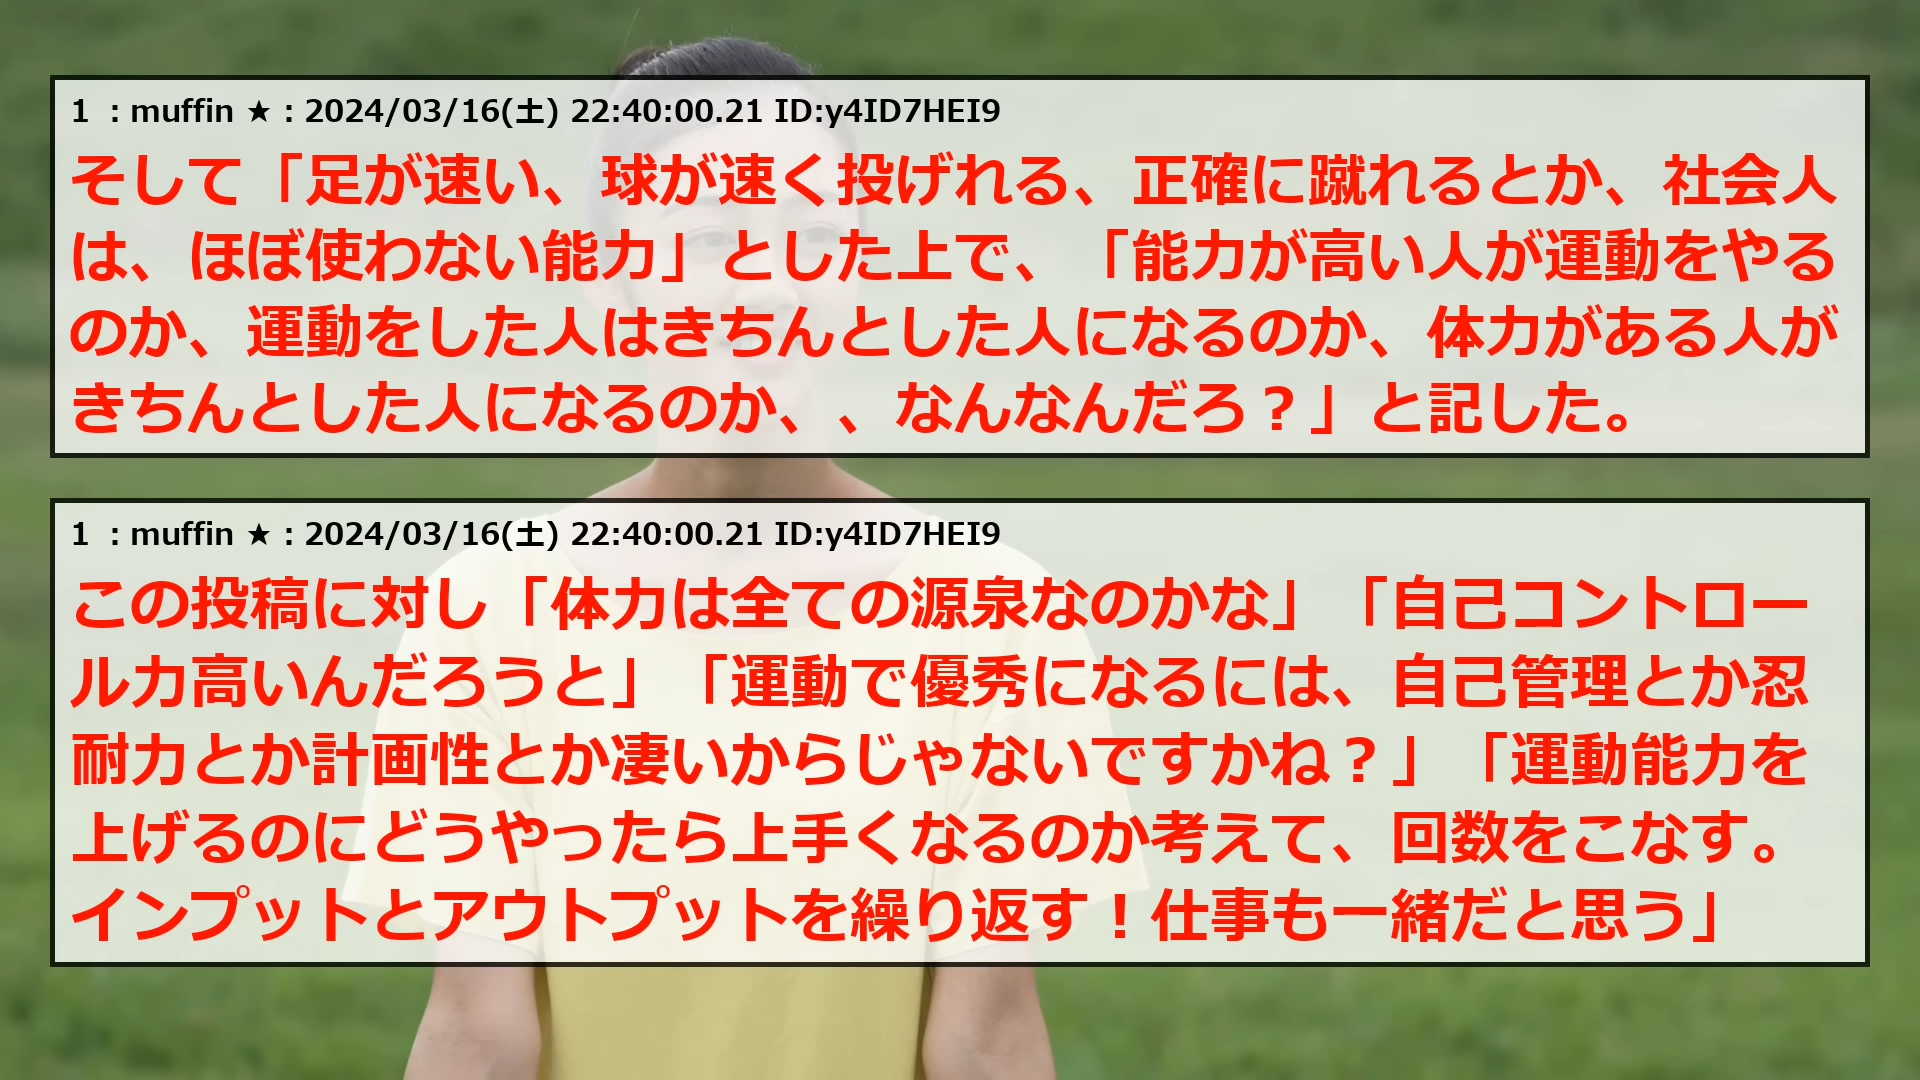 1 ：muffin ★：2024/03/16(土) 22:40:00.21 ID:y4ID7HEI9
そして「足が速い、球が速く投げれる、正確に蹴れるとか、社会人
は、ほぼ使わない能力」とした上で、「能力が高い人が運動をやる
のか、運動をした人はきちんとした人になるのか、体力がある人が
きちんとした人になるのか、、なんなんだろ？」と記した。
1 ：muffin ★：2024/03/16(土) 22:40:00.21 ID:y4ID7HEI9
この投稿に対し「体力は全ての源泉なのかな」「自己コントロー
ル力高いんだろうと」「運動で優秀になるには、自己管理とか忍
耐力とか計画性とか凄いからじゃないですかね？」「運動能力を
上げるのにどうやったら上手くなるのか考えて、回数をこなす。
インプットとアウトプットを繰り返す！仕事も一緒だと思う」